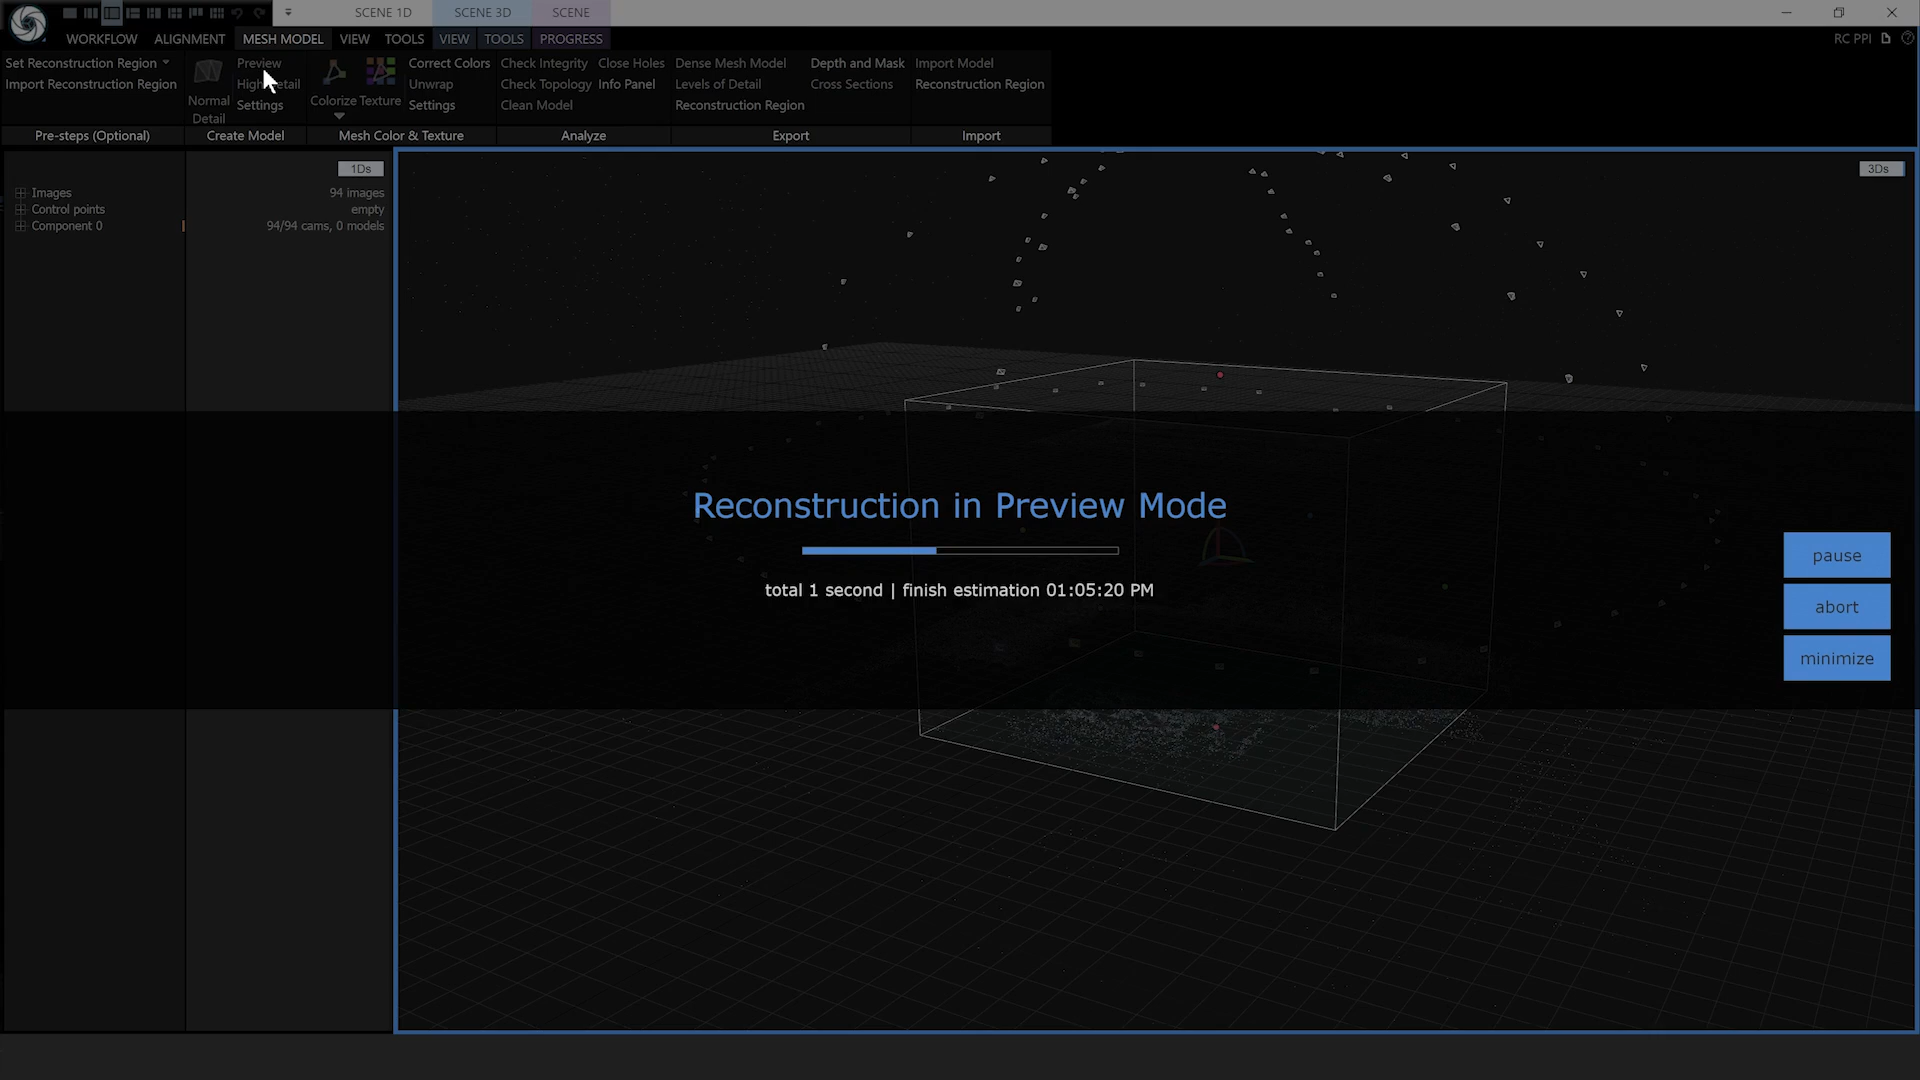 SCENE 1D SCENE 3D SCENE
WORKFLOW ALIGNMENT MESH MODEL VIEW TOOLS VIEW TOOLS PROGRESS RC PPI
Set Reconstruction Region
Import Reconstruction Region
Pre-steps (Optional)
Normal
Detail
Preview
High Detail
Settings
Create Model
Colorize Texture
Correct Colors
Unwrap
Settings
Mesh Color & Texture
Check Integrity Close Holes
Check Topology Info Panel
Clean Model
Analyze
Dense Mesh Model Depth and Mask
Levels of Detail Cross Sections
Reconstruction Region
Export
Import Model
Reconstruction Region
Import
1Ds
Images 94 images
Control points empty
Component 0 94/94 cams, 0 models
3Ds
Reconstruction in Preview Mode
total 1 second | finish estimation 01:05:20 PM
pause
abort
minimize